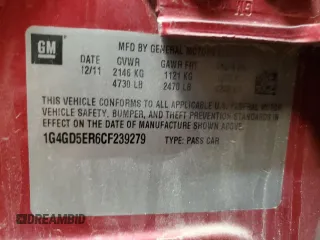 GM
MFD BY GENERAL MOTORS
DATE GVWR GAWR FRT
12/11 2146 KG 1121 KG
4730 LB 2470 LB
THIS VEHICLE CONFORMS TO ALL APPLICABLE U.S. FEDERAL MOTOR
VEHICLE SAFETY, BUMPER, AND THEFT PREVENTION STANDARDS IN
EFFECT ON THE DATE OF MANUFACTURE SHOWN ABOVE.
1G4GD5ER6CF239279 TYPE: PASS CAR
DREAMBID